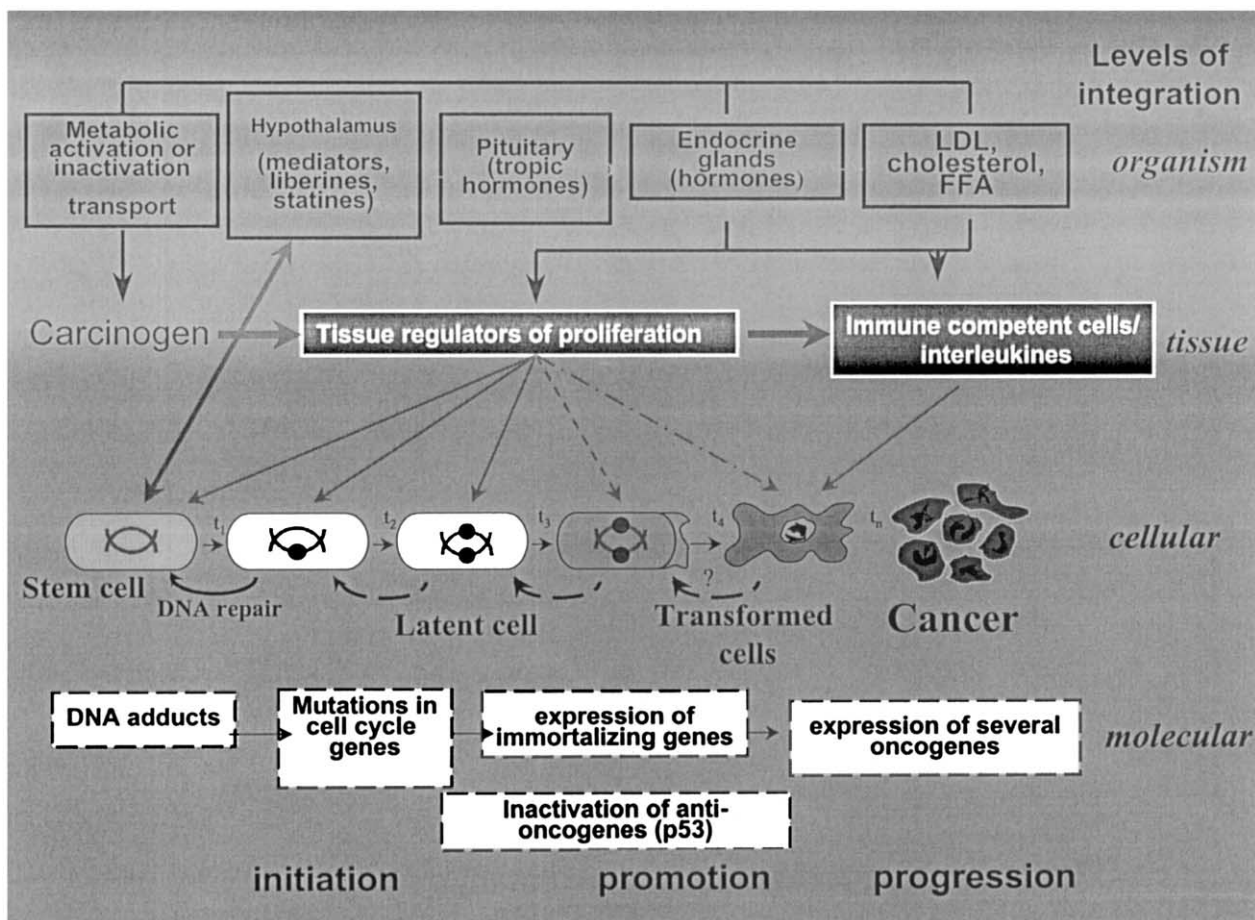 Levels of
integration
Metabolic
activation or
inactivation
transport
Hypothalamus
(mediators,
liberines,
statines)
Pituitary
(tropic
hormones)
Endocrine
glands
(hormones)
LDL,
cholesterol,
FFA
organism
Carcinogen
Tissue regulators of proliferation
Immune competent cells/
interleukines
tissue
t1
t2
t3
t4
tn
cellular
Stem cell
DNA repair
Latent cell
?
Transformed
cells
Cancer
DNA adducts
Mutations in
cell cycle
genes
expression of
immortalizing genes
expression of several
oncogenes
molecular
Inactivation of anti-
oncogenes (p53)
initiation
promotion
progression